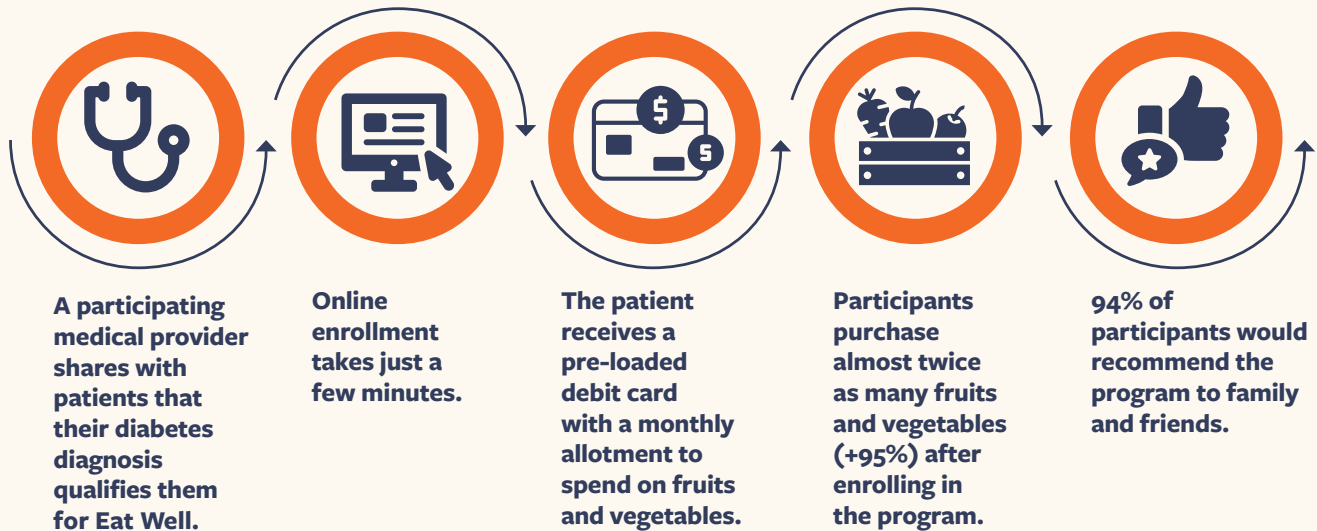 $
S
A participating
medical provider
shares with
patients that
their diabetes
diagnosis
qualifies them
for Eat Well.
Online
enrollment
takes just a
few minutes.
The patient
receives a
pre-loaded
debit card
with a monthly
allotment to
spend on fruits
and vegetables.
Participants
purchase
almost twice
as many fruits
and vegetables
(+95%) after
enrolling in
the program.
94% of
participants would
recommend the
program to family
and friends.